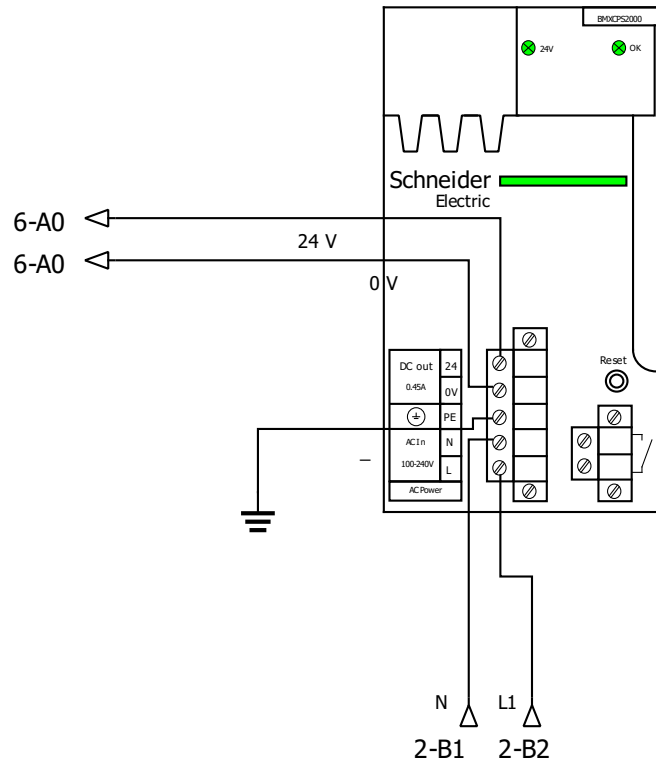 BMXCPS2000
24V
OK
Schneider
Electric
6-A0
24 V
6-A0
0 V
Reset
DC out
24
0.45A
0V
PE
AC In
N
100-240V
L
AC Power
N
L1
2-B1
2-B2